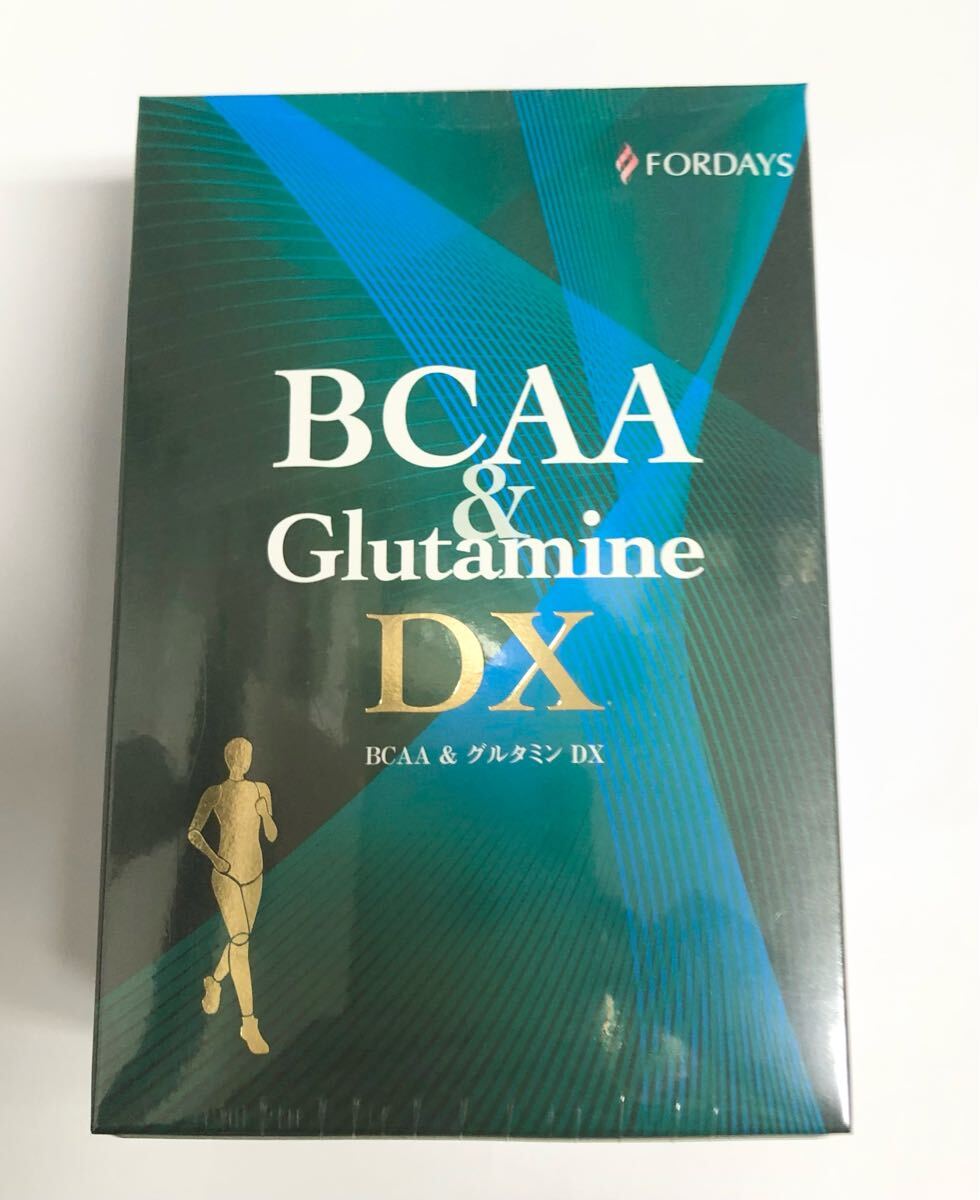 FORDAYS
BCAA
&
Glutamine
DX
BCAA & グルタミン DX